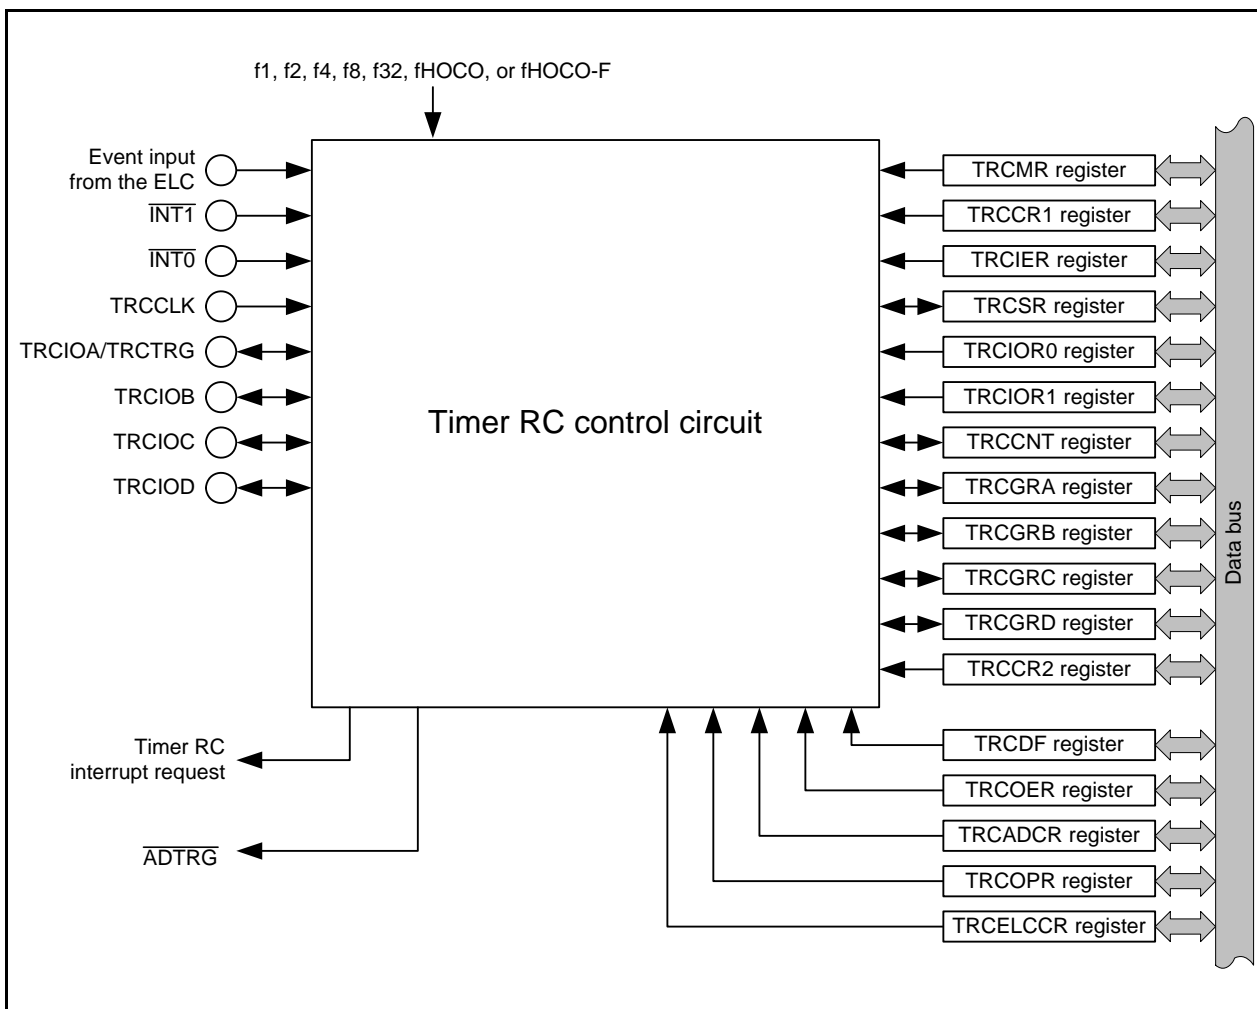 f1, f2, f4, f8, f32, fHOCO, or fHOCO-F
Event input
from the ELC
INT1
INT0
TRCCLK
TRCIOA/TRCTRG
TRCIOB
TRCIOC
TRCIOD
Timer RC control circuit
Timer RC
interrupt request
ADTRG
TRCMR register
TRCCR1 register
TRCIER register
TRCSR register
TRCIOR0 register
TRCIOR1 register
TRCCNT register
TRCGRA register
TRCGRB register
TRCGRC register
TRCGRD register
TRCCR2 register
TRCDF register
TRCOER register
TRCADCR register
TRCOPR register
TRCELCCR register
Data bus